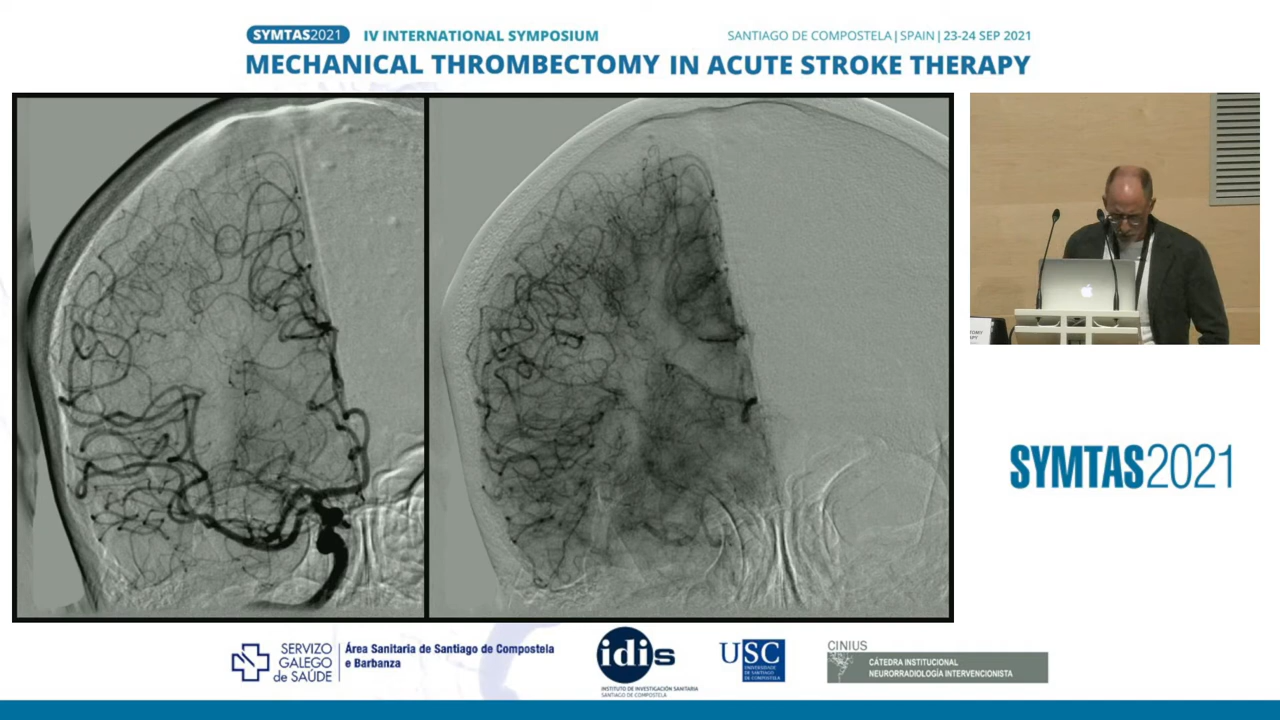 SYMTAS2021 IV INTERNATIONAL SYMPOSIUM
SANTIAGO DE COMPOSTELA | SPAIN | 23-24 SEP 2021
MECHANICAL THROMBECTOMY IN ACUTE STROKE THERAPY
SYMTAS2021
SERVIZO
GALEGO
de SAÚDE
Área Sanitaria de Santiago de Compostela
e Barbanza
idis
INSTITUTO DE INVESTIGACIÓN SANITARIA
SANTIAGO DE COMPOSTELA
USC
UNIVERSIDADE
DE SANTIAGO
DE COMPOSTELA
CINIUS
CÁTEDRA INSTITUCIONAL
NEURORRADIOLOGÍA INTERVENCIONISTA